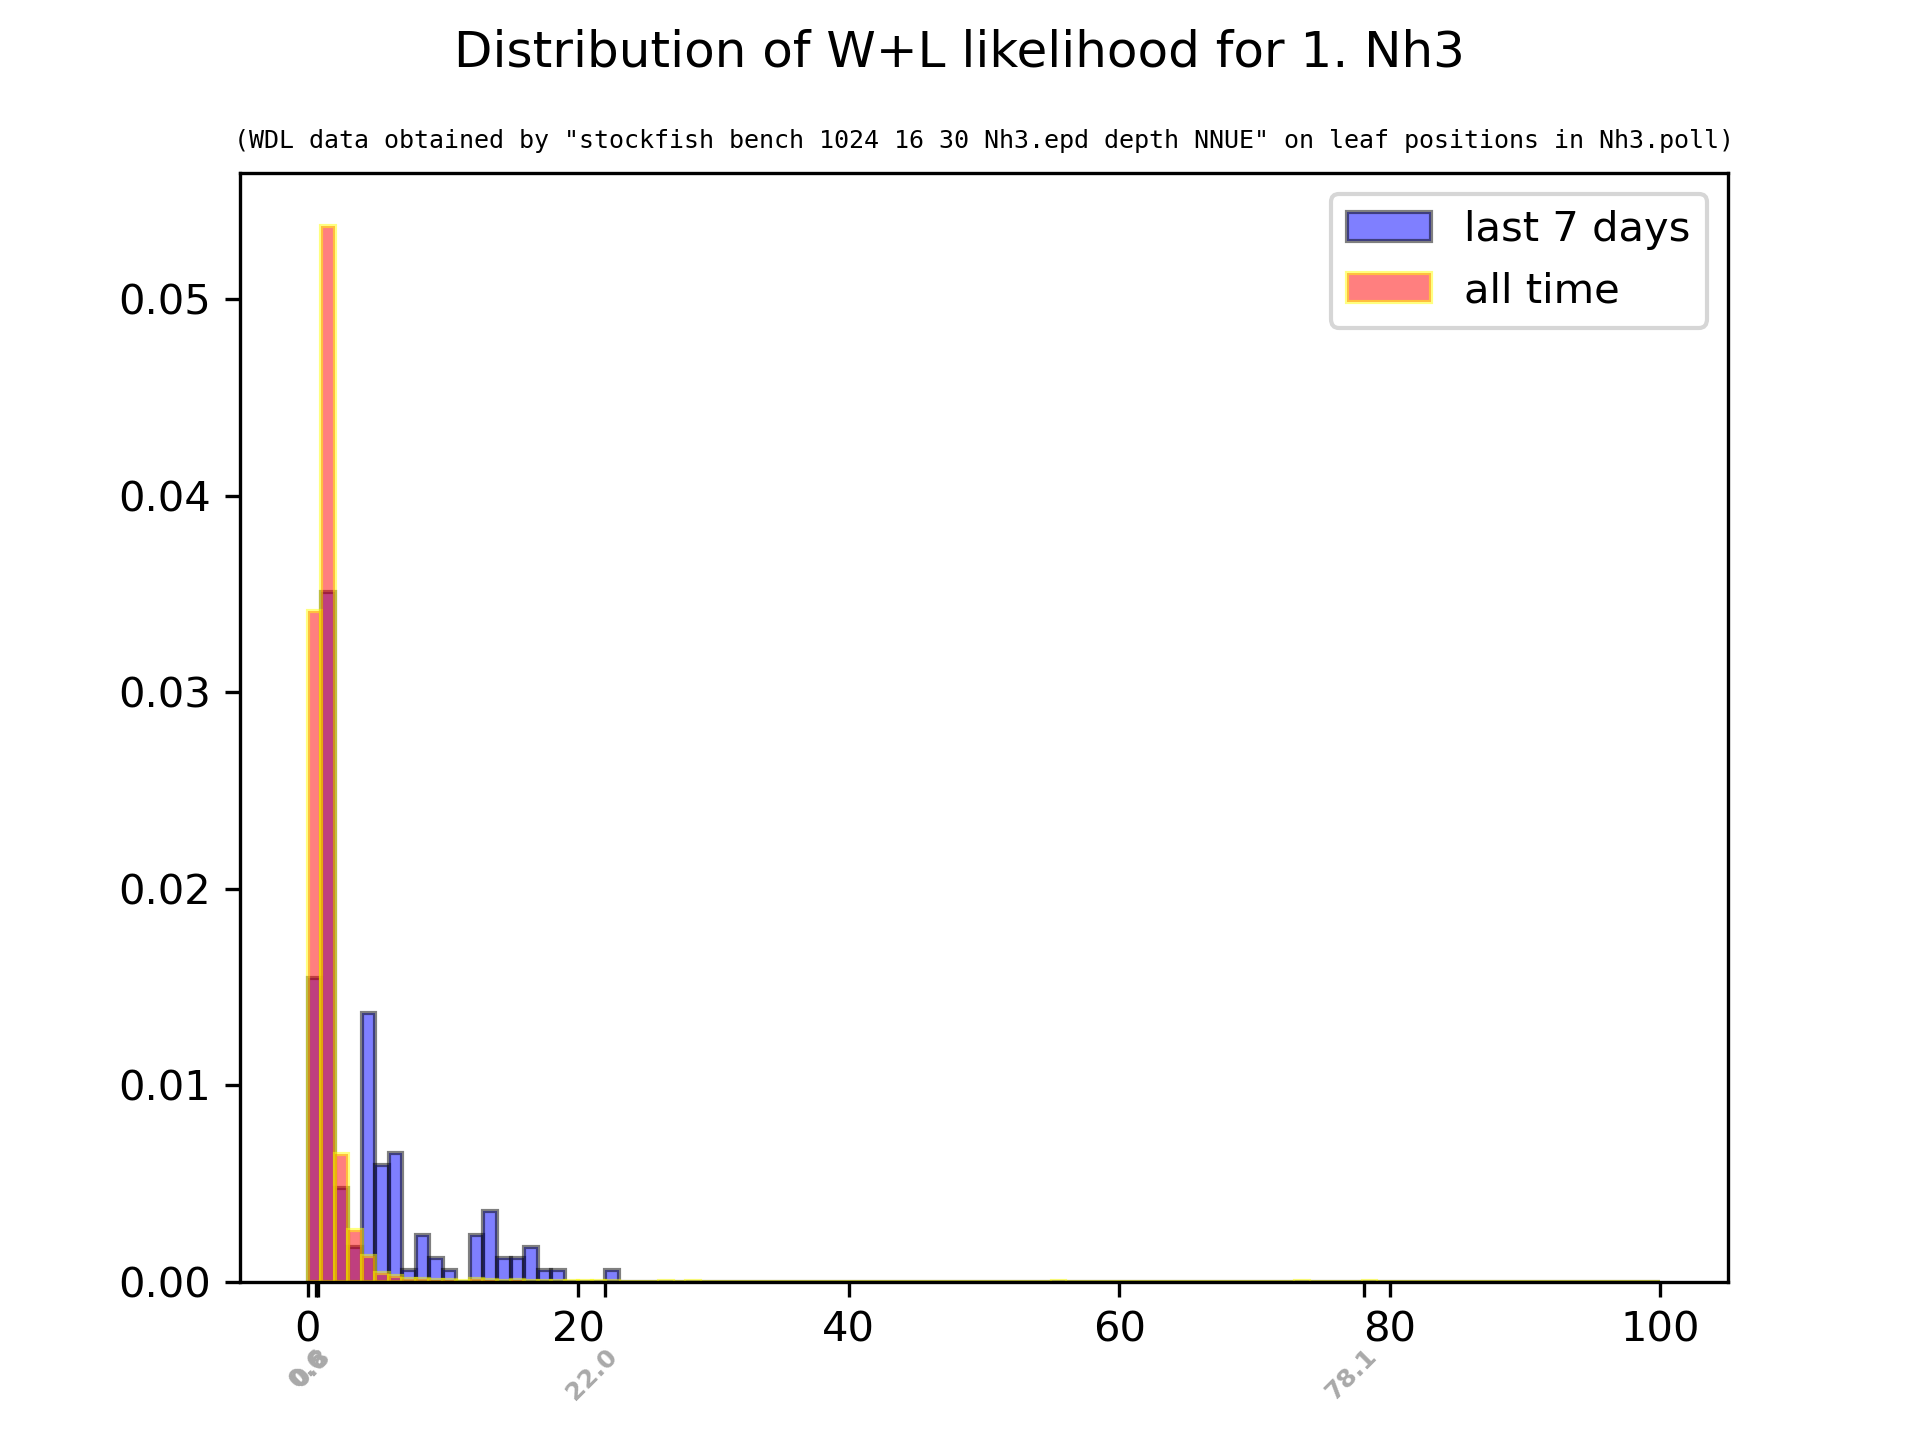 Distribution of W+L likelihood for 1. Nh3
(WDL data obtained by "stockfish bench 1024 16 30 Nh3.epd depth NNUE" on leaf positions in Nh3.poll)
last 7 days
all time
0.05
0.04
0.03
0.02
0.01
0.00
0 20 40 60 80 100
22.0 78.1